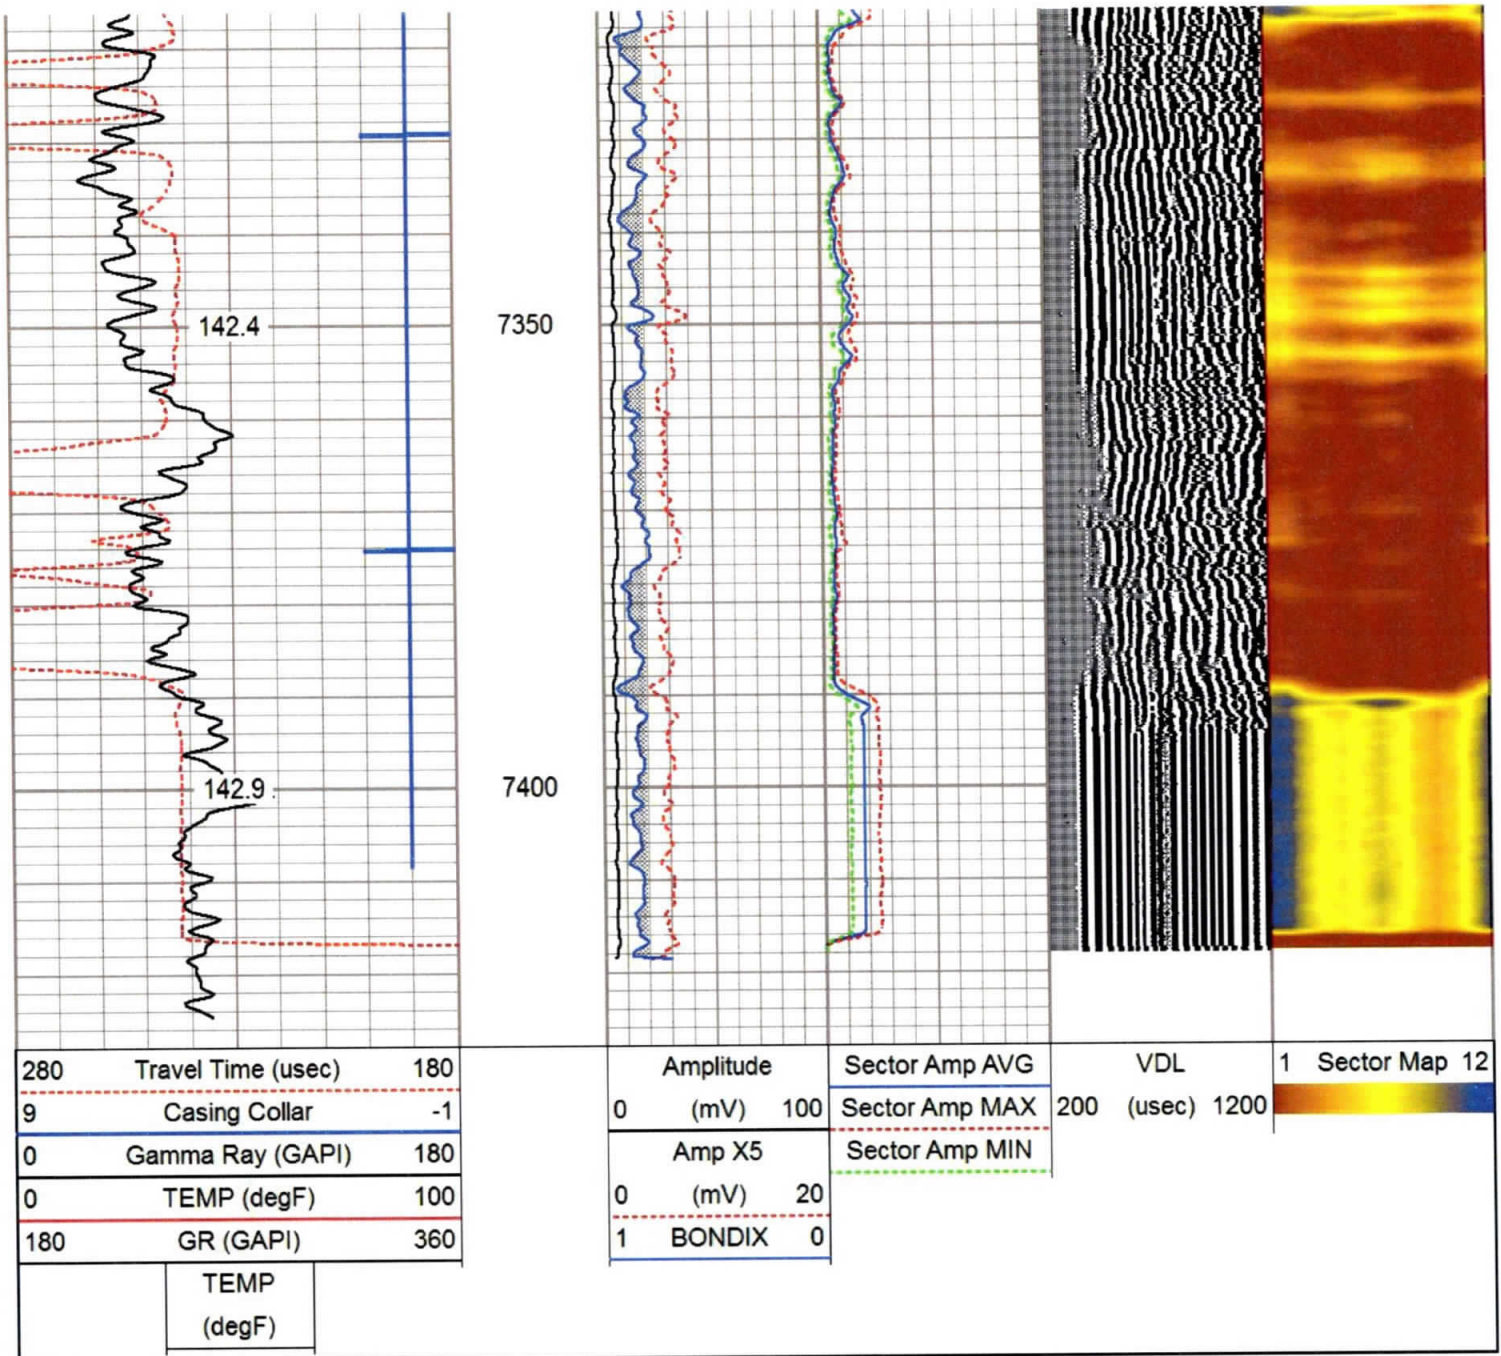 142.4
7350
142.9
7400
280 Travel Time (usec) 180
9 Casing Collar -1
0 Gamma Ray (GAPI) 180
0 TEMP (degF) 100
180 GR (GAPI) 360
TEMP
(degF)
Amplitude
0 (mV) 100
Amp X5
0 (mV) 20
1 BONDIX 0
Sector Amp AVG
Sector Amp MAX
Sector Amp MIN
VDL
200 (usec) 1200
1 Sector Map 12